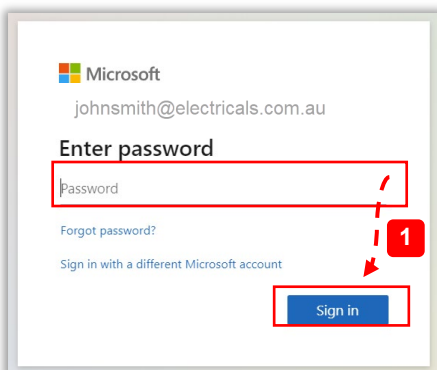 Microsoft
johnsmith@electricals.com.au
Enter password
Password
Forgot password?
1
Sign in with a different Microsoft account
Sign in